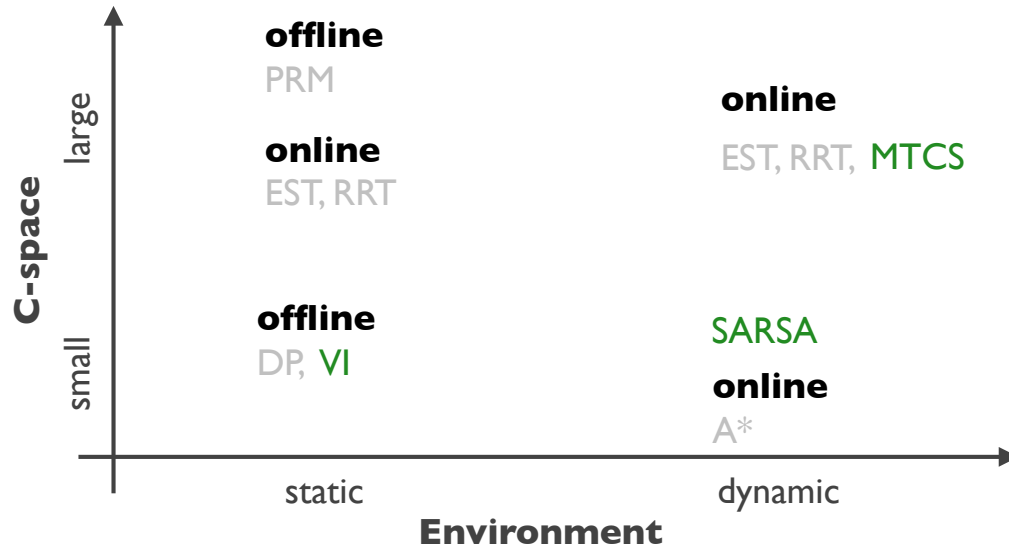 offline
PRM
online
EST, RRT
online
EST, RRT, MTCS
large
C-space
small
offline
DP, VI
SARSA
online
A*
static
dynamic
Environment